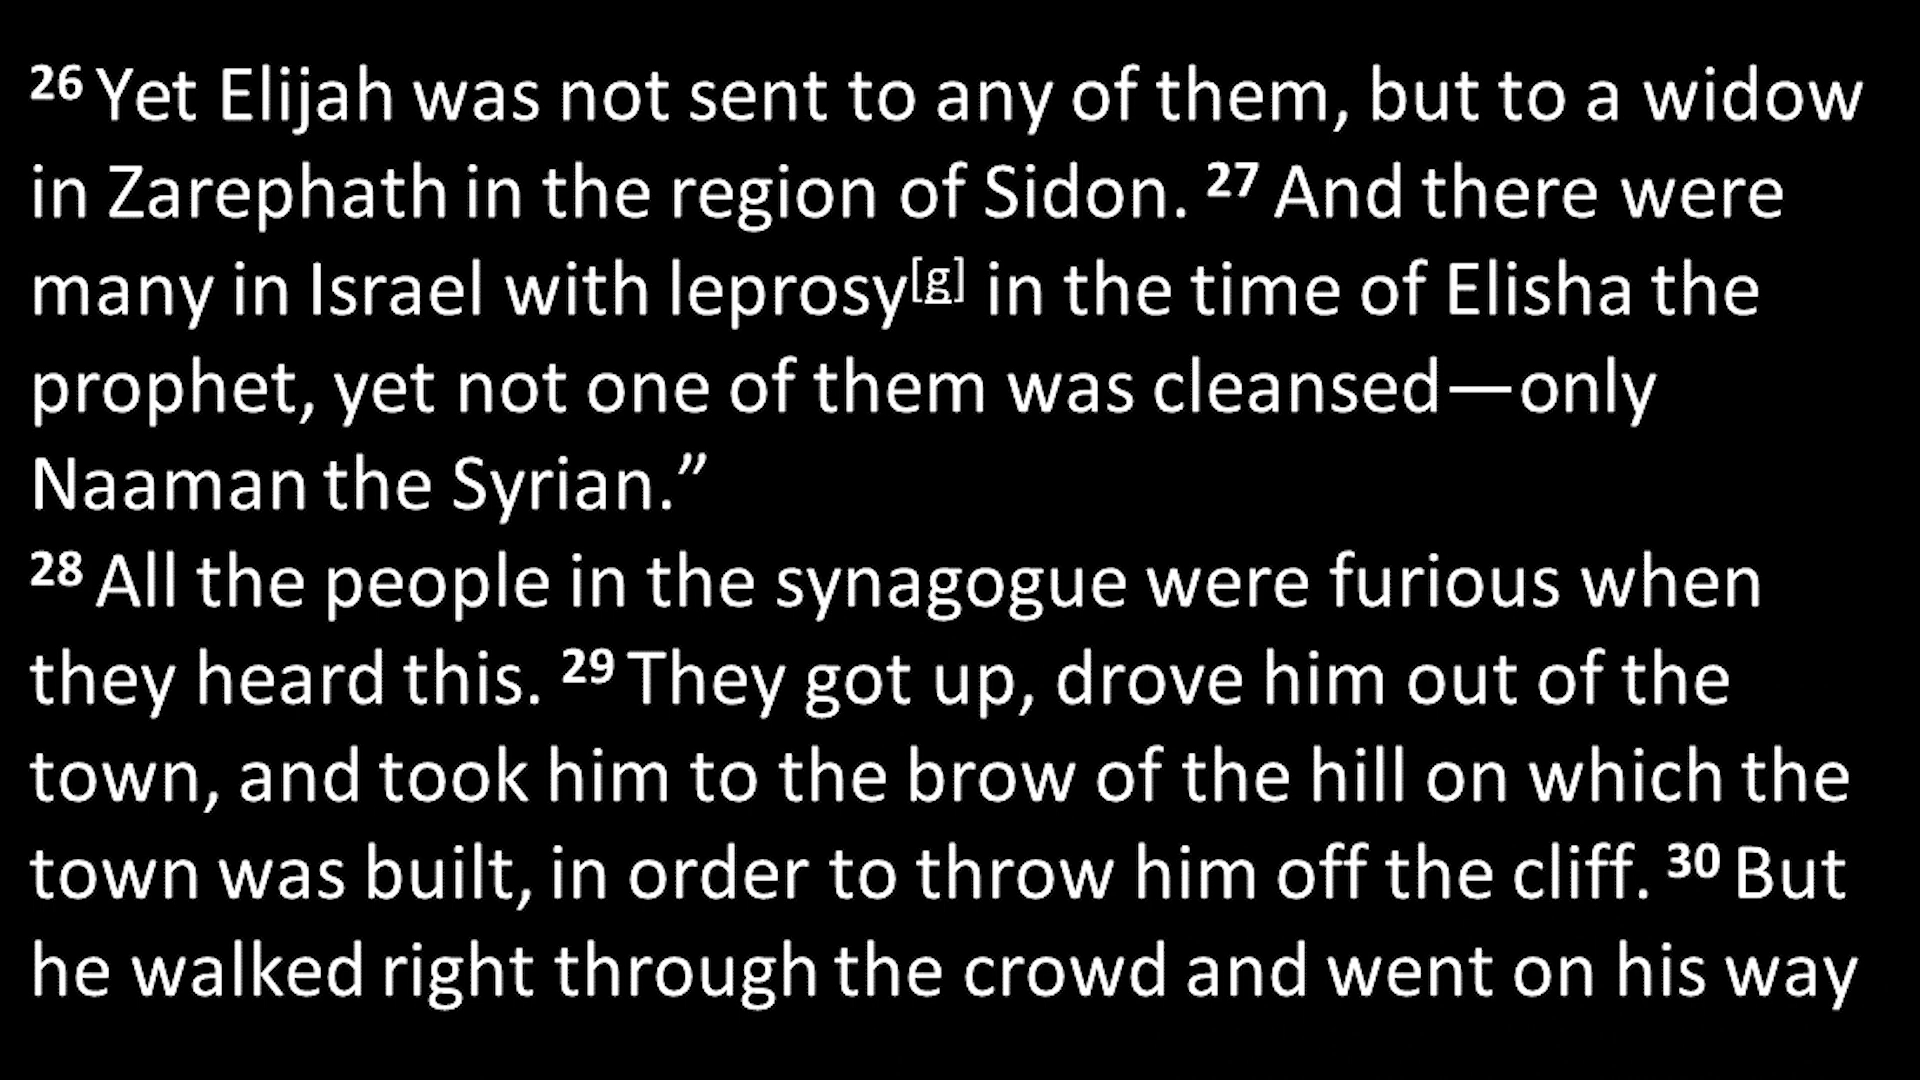 26 Yet Elijah was not sent to any of them, but to a widow
in Zarephath in the region of Sidon. 27 And there were
many in Israel with leprosy[g] in the time of Elisha the
prophet, yet not one of them was cleansed—only
Naaman the Syrian.”
28 All the people in the synagogue were furious when
they heard this. 29 They got up, drove him out of the
town, and took him to the brow of the hill on which the
town was built, in order to throw him off the cliff. 30 But
he walked right through the crowd and went on his way